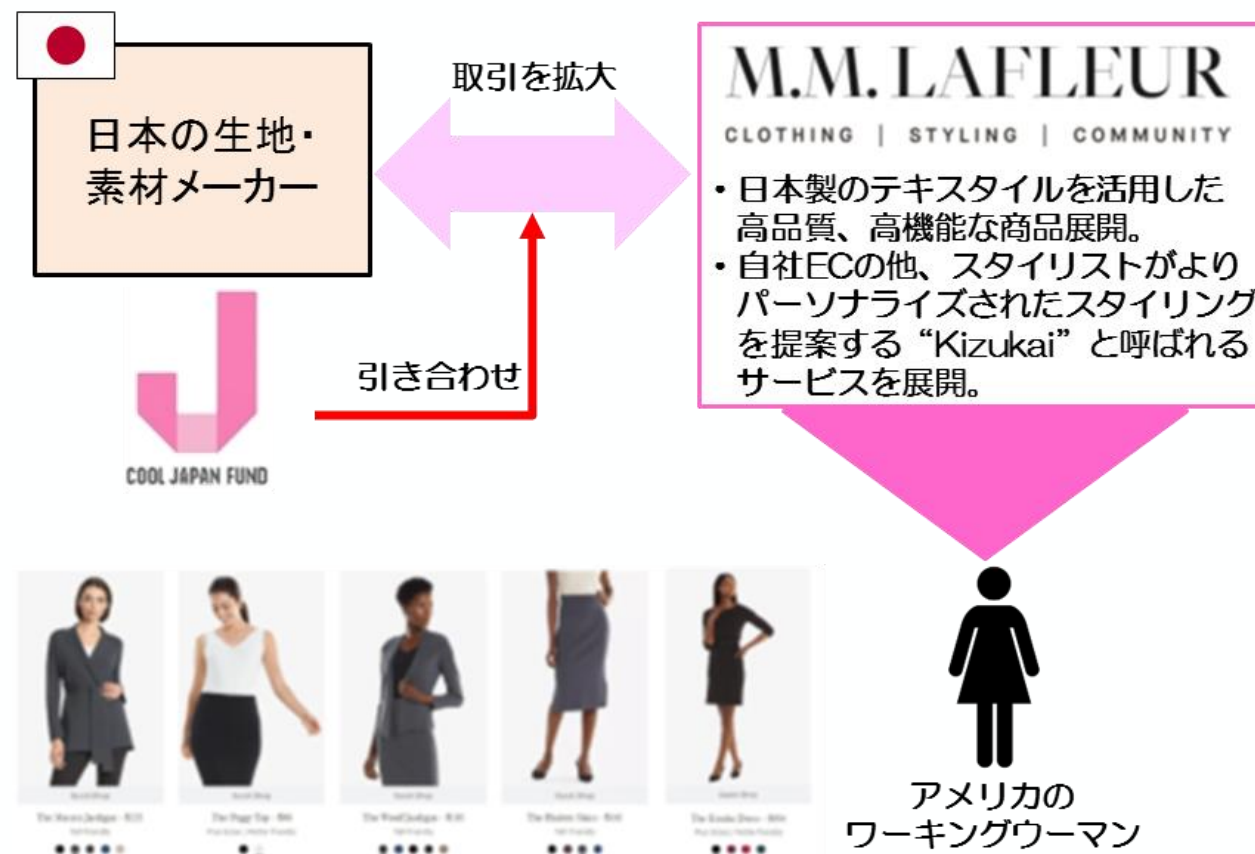 日本の生地・
素材メーカー
取引を拡大
引き合わせ
COOL JAPAN FUND
M.M. LAFLEUR
CLOTHING | STYLING | COMMUNITY
・日本製のテキスタイルを活用した
高品質、高機能な商品展開。
・自社ECの他、スタイリストがより
パーソナライズされたスタイリング
を提案する“Kizukai”と呼ばれる
サービスを展開。
アメリカの
ワーキングウーマン